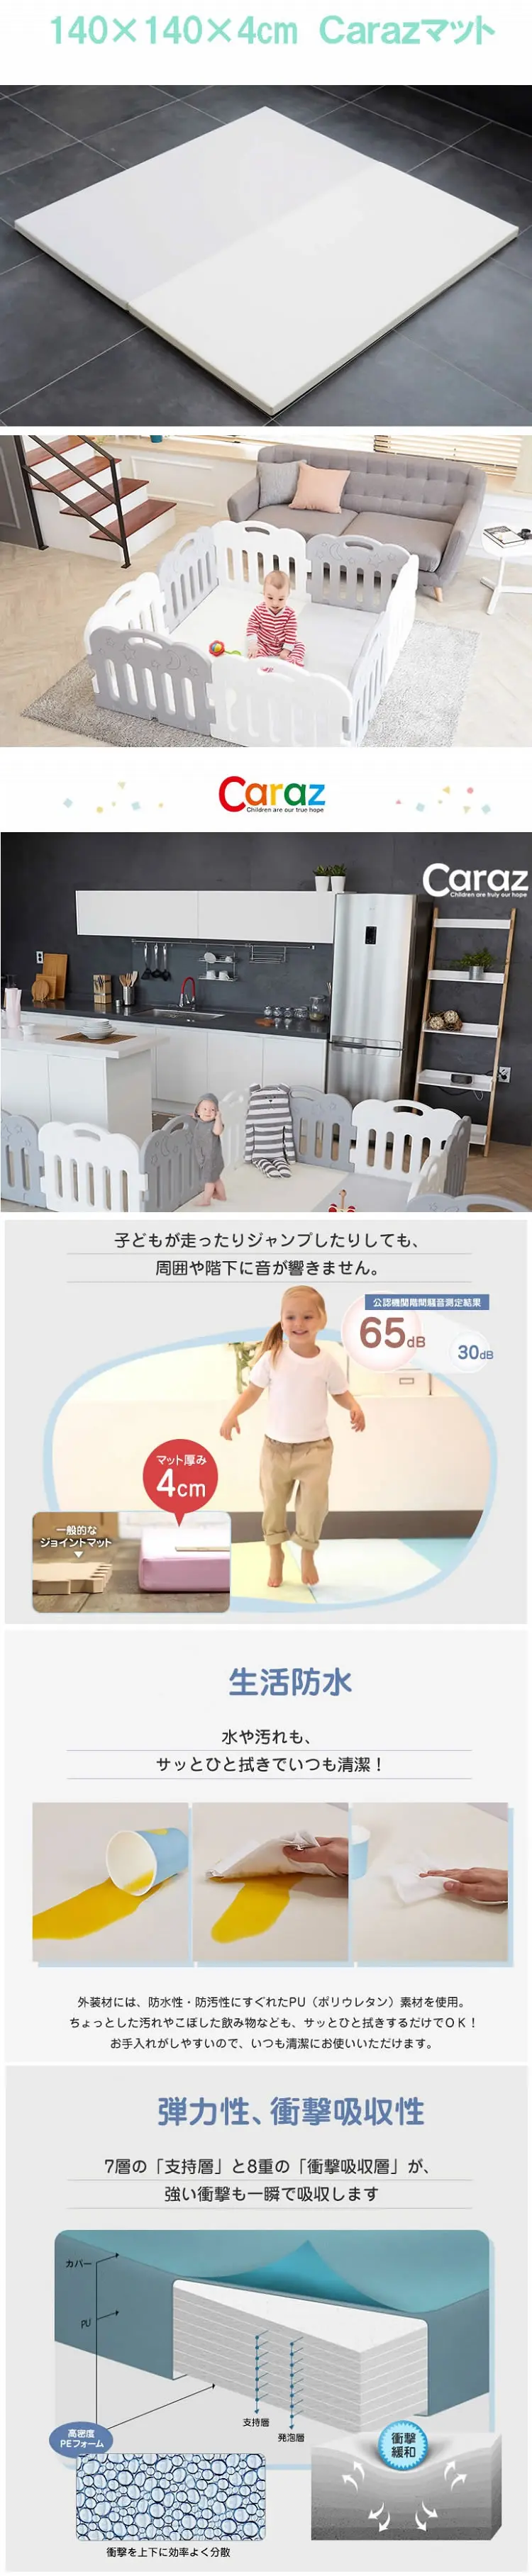 140×140×4cm Carazマット
Caraz
Children are our true hope
Caraz
Children are truly our hope
子どもが走ったりジャンプしたりしても、
周囲や階下に音が響きません。
公認機関階間騒音測定結果
65dB
30dB
マット厚み
4cm
一般的な
ジョイントマット
生活防水
水や汚れも、
サッとひと拭きでいつも清潔！
外装材には、防水性・防汚性にすぐれたPU（ポリウレタン）素材を使用。
ちょっとした汚れやこぼした飲み物なども、サッとひと拭きするだけでＯＫ！
お手入れがしやすいので、いつも清潔にお使いいただけます。
弾力性、衝撃吸収性
7層の「支持層」と8重の「衝撃吸収層」が、
強い衝撃も一瞬で吸収します
カバー
PU
支持層
発泡層
高密度
PEフォーム
衝撃
緩和
衝撃を上下に効率よく分散